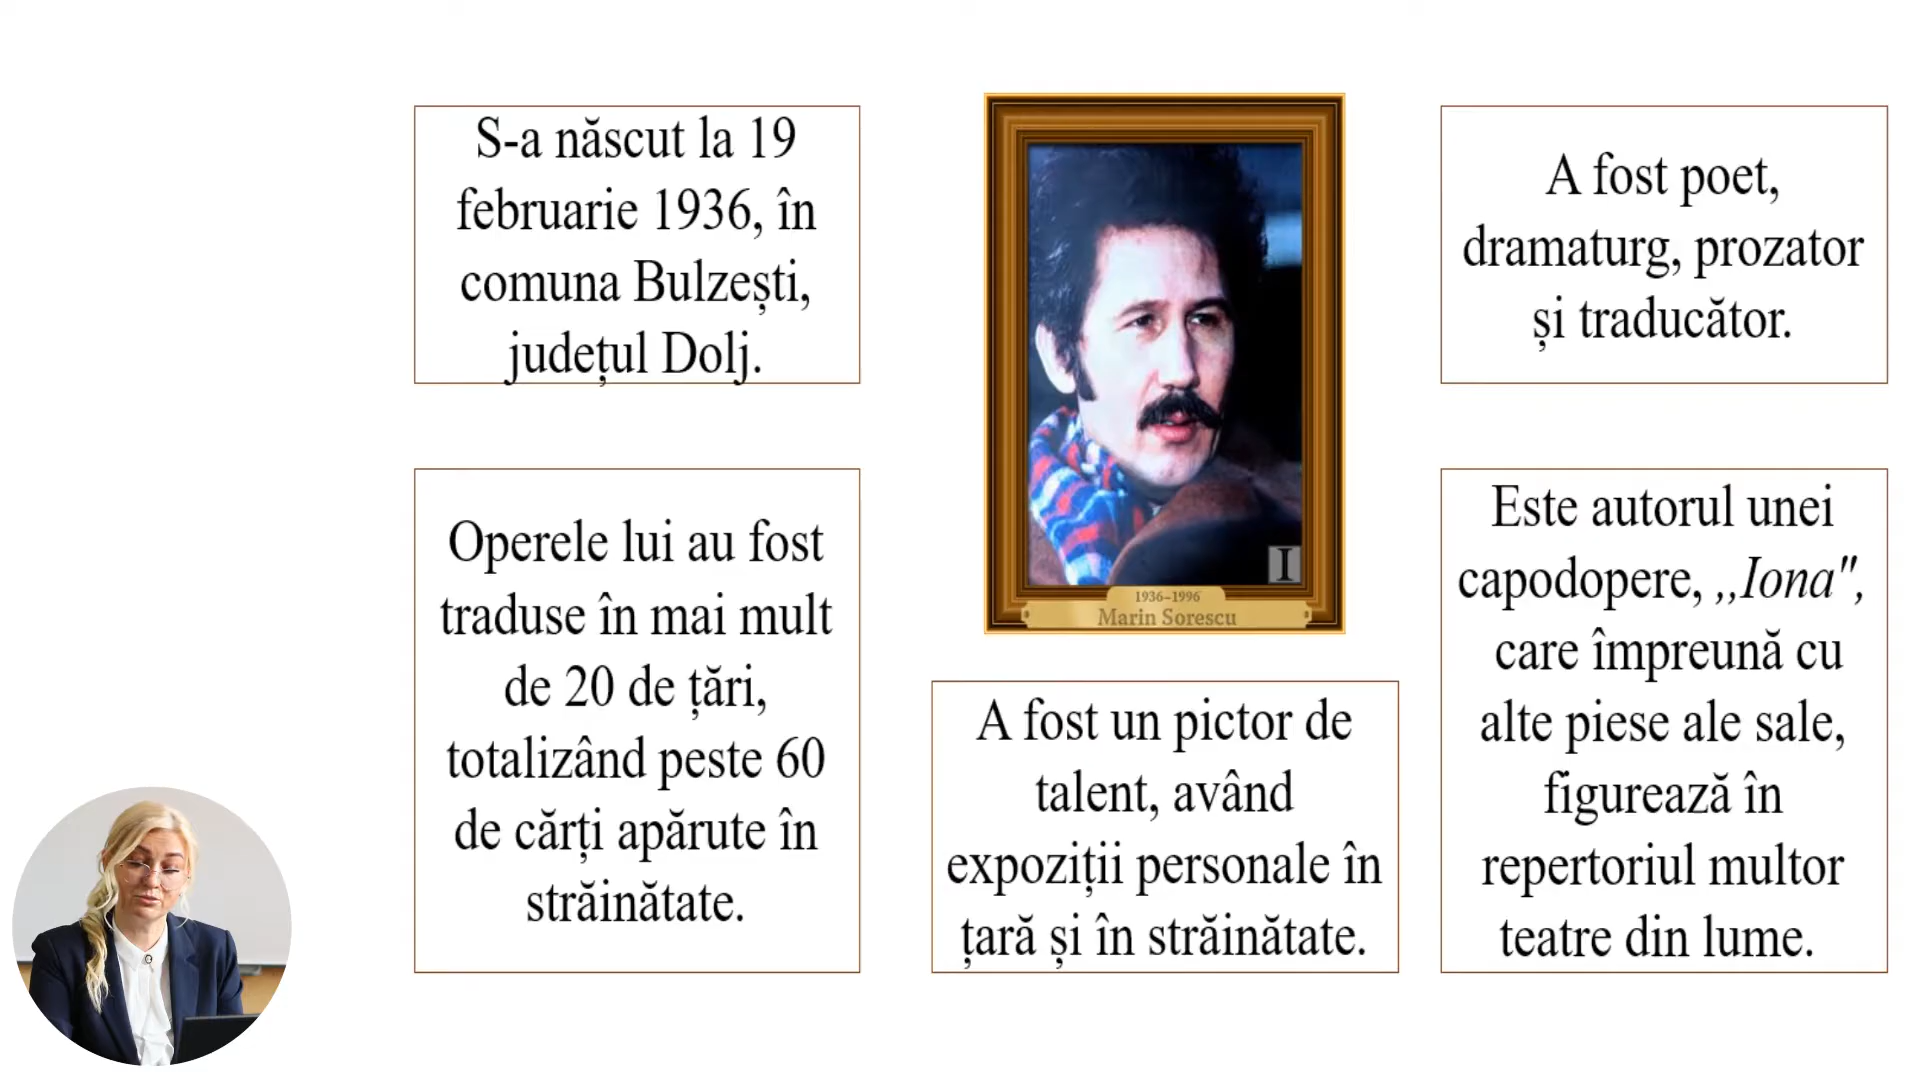 S-a născut la 19
februarie 1936, în
comuna Bulzești,
județul Dolj.
A fost poet,
dramaturg, prozator
și traducător.
Operele lui au fost
traduse în mai mult
de 20 de țări,
totalizând peste 60
de cărți apărute în
străinătate.
I
1936–1996
Marin Sorescu
A fost un pictor de
talent, având
expoziții personale în
țară și în străinătate.
Este autorul unei
capodopere, ,,Iona",
care împreună cu
alte piese ale sale,
figurează în
repertoriul multor
teatre din lume.